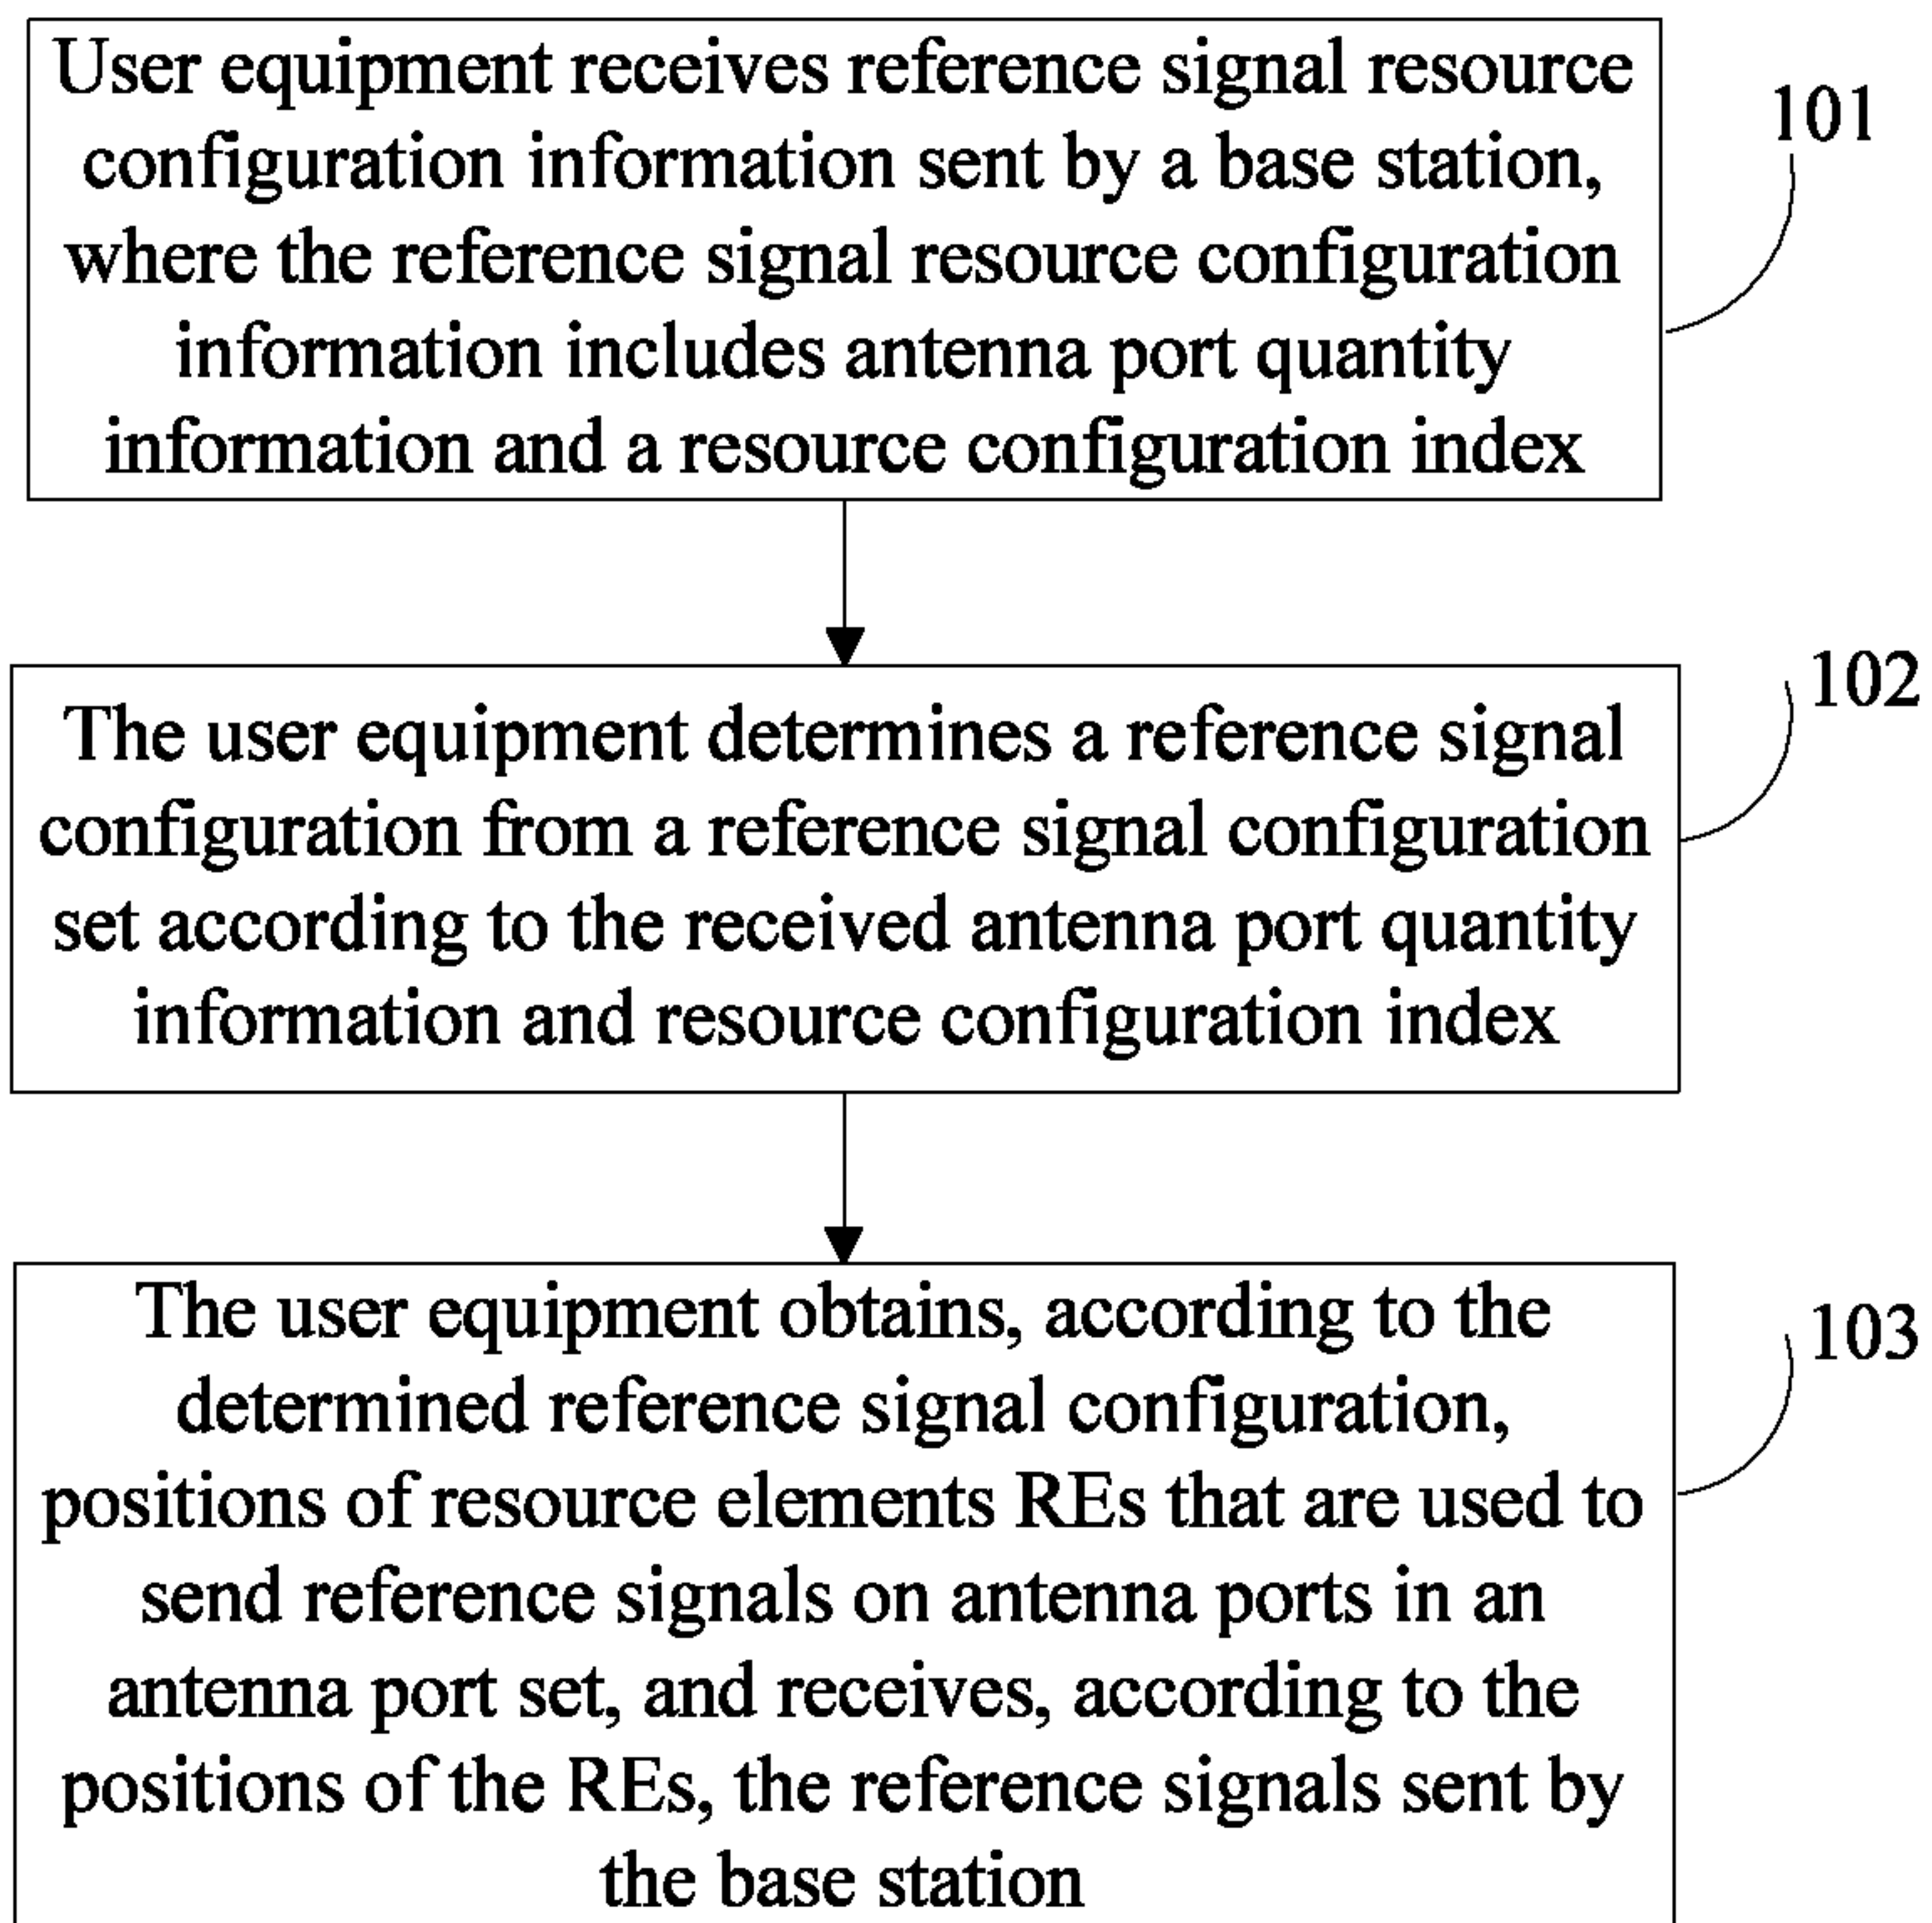 User equipment receives reference signal resource
configuration information sent by a base station,
where the reference signal resource configuration
information includes antenna port quantity
information and a resource configuration index
101
The user equipment determines a reference signal
configuration from a reference signal configuration
set according to the received antenna port quantity
information and resource configuration index
102
The user equipment obtains, according to the
determined reference signal configuration,
positions of resource elements REs that are used to
send reference signals on antenna ports in an
antenna port set, and receives, according to the
positions of the REs, the reference signals sent by
the base station
103